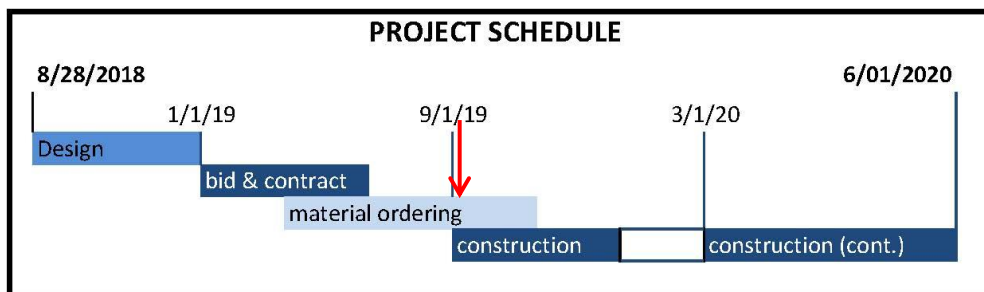 PROJECT SCHEDULE
8/28/2018 6/01/2020
1/1/19 9/1/19 3/1/20
Design
bid & contract
material ordering
construction construction (cont.)